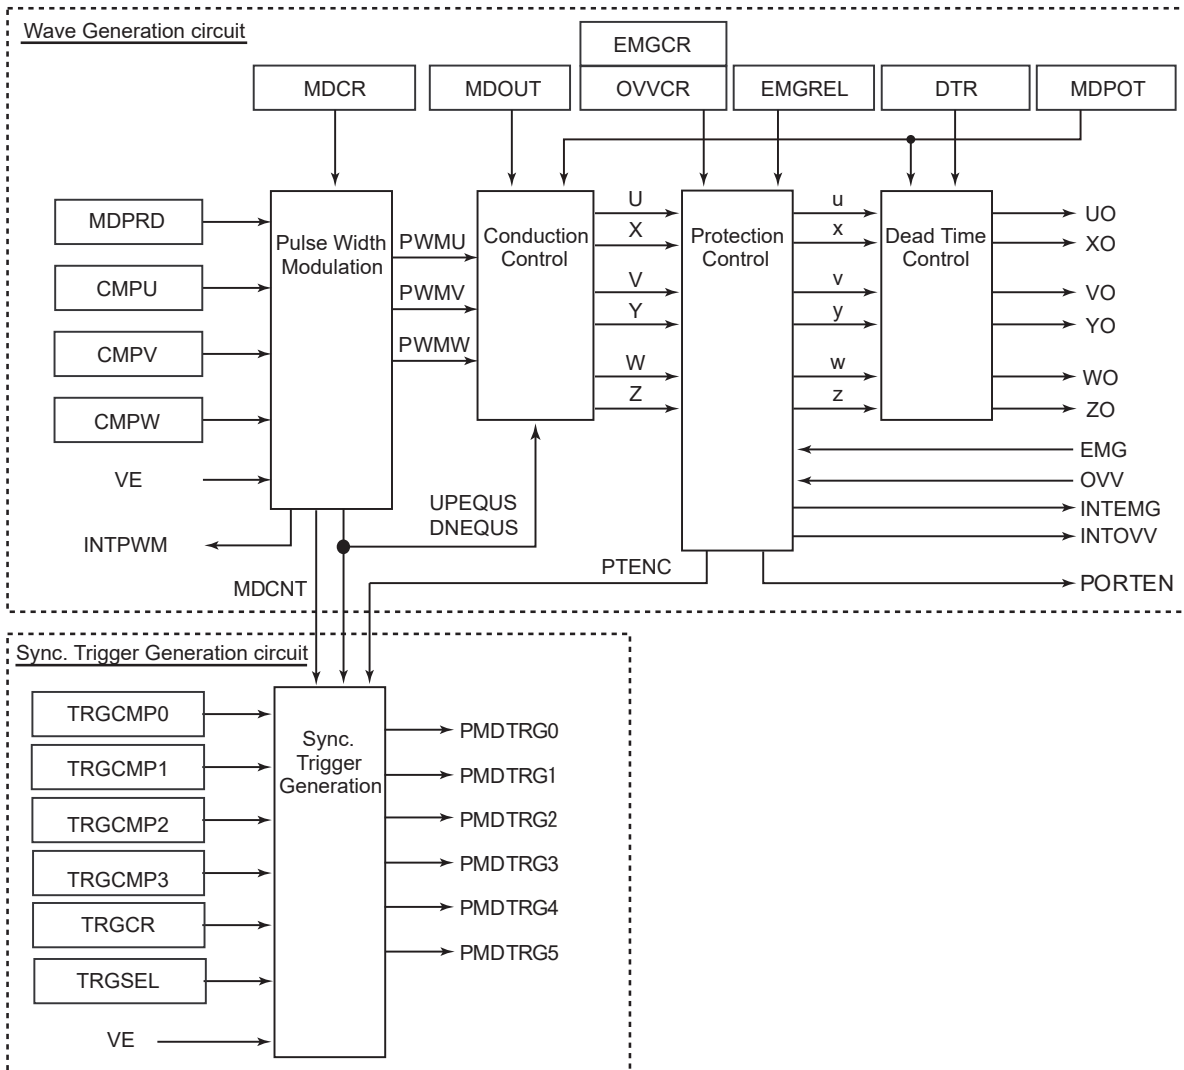 Wave Generation circuit
EMGCR
MDCR
MDOUT
OVVCR
EMGREL
DTR
MDPOT
MDPRD
CMPU
CMPV
CMPW
VE
INTPWM
Pulse Width
Modulation
PWMU
PWMV
PWMW
Conduction
Control
U
X
V
Y
W
Z
Protection
Control
u
x
v
y
w
z
Dead Time
Control
UO
XO
VO
YO
WO
ZO
EMG
OVV
INTEMG
INTOVV
PORTEN
UPEQUS
DNEQUS
PTENC
MDCNT
Sync. Trigger Generation circuit
TRGCMP0
TRGCMP1
TRGCMP2
TRGCMP3
TRGCR
TRGSEL
VE
Sync.
Trigger
Generation
PMDTRG0
PMDTRG1
PMDTRG2
PMDTRG3
PMDTRG4
PMDTRG5